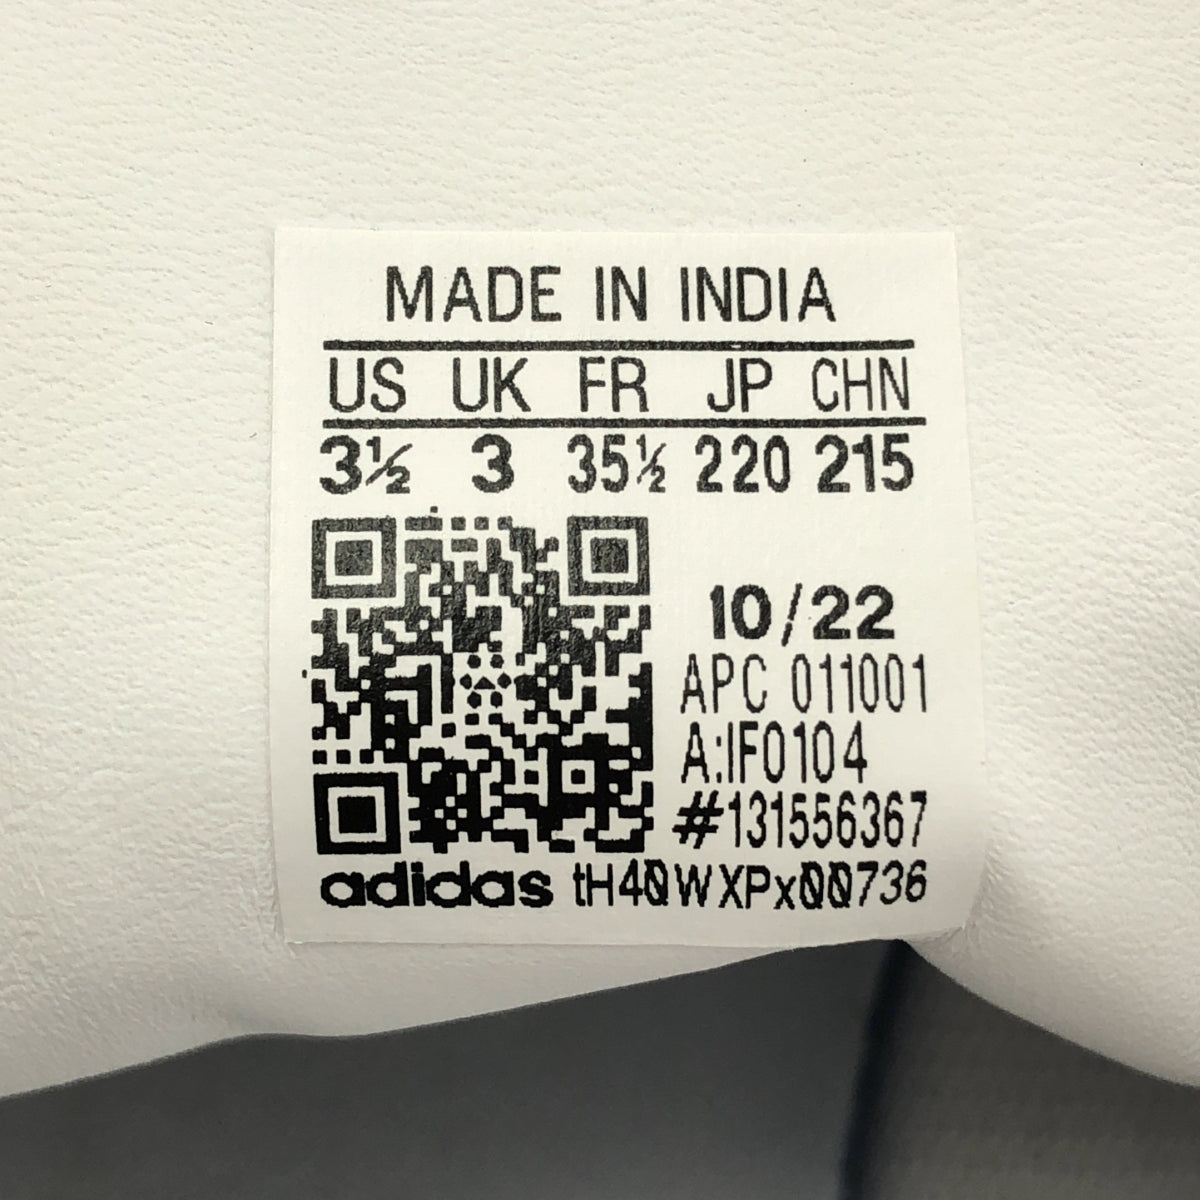 MADE IN INDIA
US UK FR JP CHN
3½ 3 35½ 220 215
10/22
APC 011001
A:IF0104
#131556367
adidas tH40WXPx00736